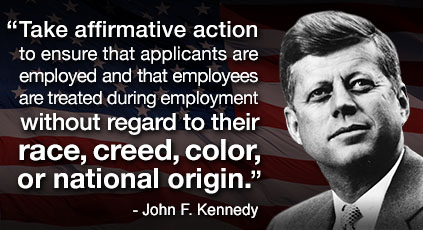 “Take affirmative action
to ensure that applicants are
employed and that employees
are treated during employment
without regard to their
race, creed, color,
or national origin.”
- John F. Kennedy